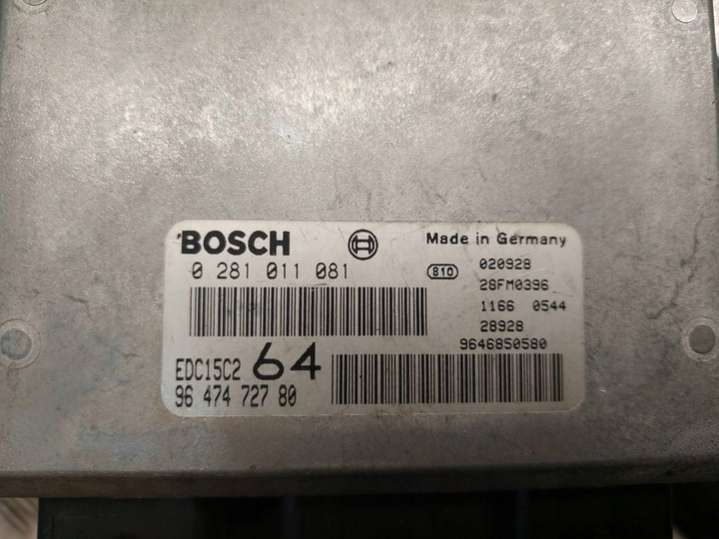 BOSCH
Made in Germany
0 281 011 081
810
020928
28FM0396
1166 0544
28928
9646850580
EDC15C2 64
96 474 727 80